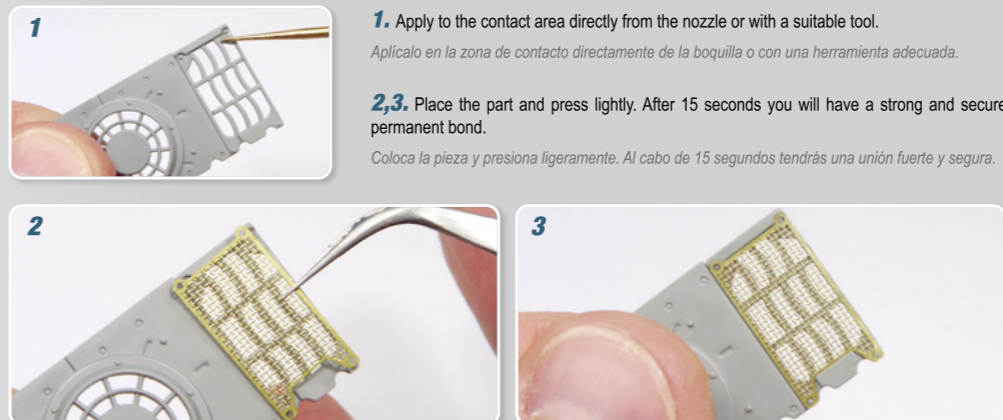 1
1. Apply to the contact area directly from the nozzle or with a suitable tool.
Aplícalo en la zona de contacto directamente de la boquilla o con una herramienta adecuada.
2,3. Place the part and press lightly. After 15 seconds you will have a strong and secure
permanent bond.
Coloca la pieza y presiona ligeramente. Al cabo de 15 segundos tendrás una unión fuerte y segura.
2
3